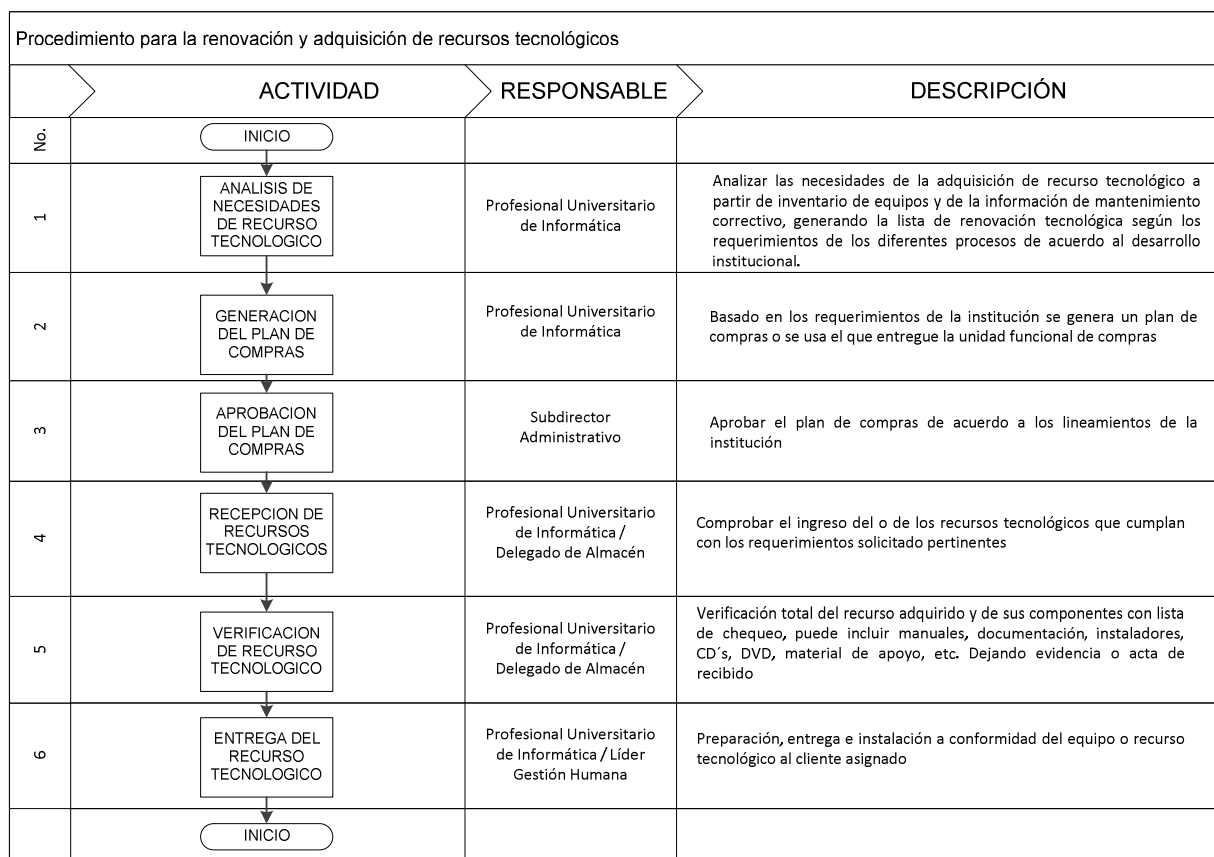 Procedimiento para la renovación y adquisición de recursos tecnológicos
ACTIVIDAD
RESPONSABLE
DESCRIPCIÓN
No.
INICIO
1
ANALISIS DE
NECESIDADES
DE RECURSO
TECNOLOGICO
Profesional Universitario
de Informática
Analizar las necesidades de la adquisición de recurso tecnológico a
partir de inventario de equipos y de la información de mantenimiento
correctivo, generando la lista de renovación tecnológica según los
requerimientos de los diferentes procesos de acuerdo al desarrollo
institucional.
2
GENERACION
DEL PLAN DE
COMPRAS
Profesional Universitario
de Informática
Basado en los requerimientos de la institución se genera un plan de
compras o se usa el que entregue la unidad funcional de compras
3
APROBACION
DEL PLAN DE
COMPRAS
Subdirector
Administrativo
Aprobar el plan de compras de acuerdo a los lineamientos de la
institución
4
RECEPCION DE
RECURSOS
TECNOLOGICOS
Profesional Universitario
de Informática /
Delegado de Almacén
Comprobar el ingreso del o de los recursos tecnológicos que cumplan
con los requerimientos solicitado pertinentes
5
VERIFICACION
DE RECURSO
TECNOLOGICO
Profesional Universitario
de Informática /
Delegado de Almacén
Verificación total del recurso adquirido y de sus componentes con lista
de chequeo, puede incluir manuales, documentación, instaladores,
CD´s, DVD, material de apoyo, etc. Dejando evidencia o acta de
recibido
6
ENTREGA DEL
RECURSO
TECNOLOGICO
Profesional Universitario
de Informática / Líder
Gestión Humana
Preparación, entrega e instalación a conformidad del equipo o recurso
tecnológico al cliente asignado
INICIO